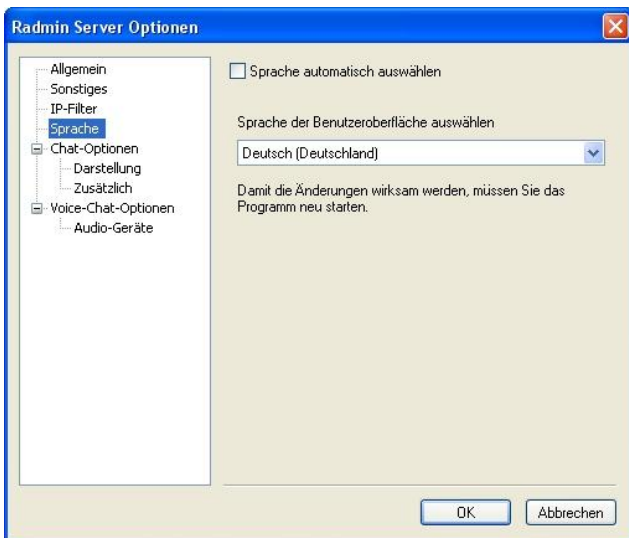 Radmin Server Optionen
Allgemein
Sonstiges
IP-Filter
Sprache
Chat-Optionen
Darstellung
Zusätzlich
Voice-Chat-Optionen
Audio-Geräte
Sprache automatisch auswählen
Sprache der Benutzeroberfläche auswählen
Deutsch (Deutschland)
Damit die Änderungen wirksam werden, müssen Sie das
Programm neu starten.
OK
Abbrechen